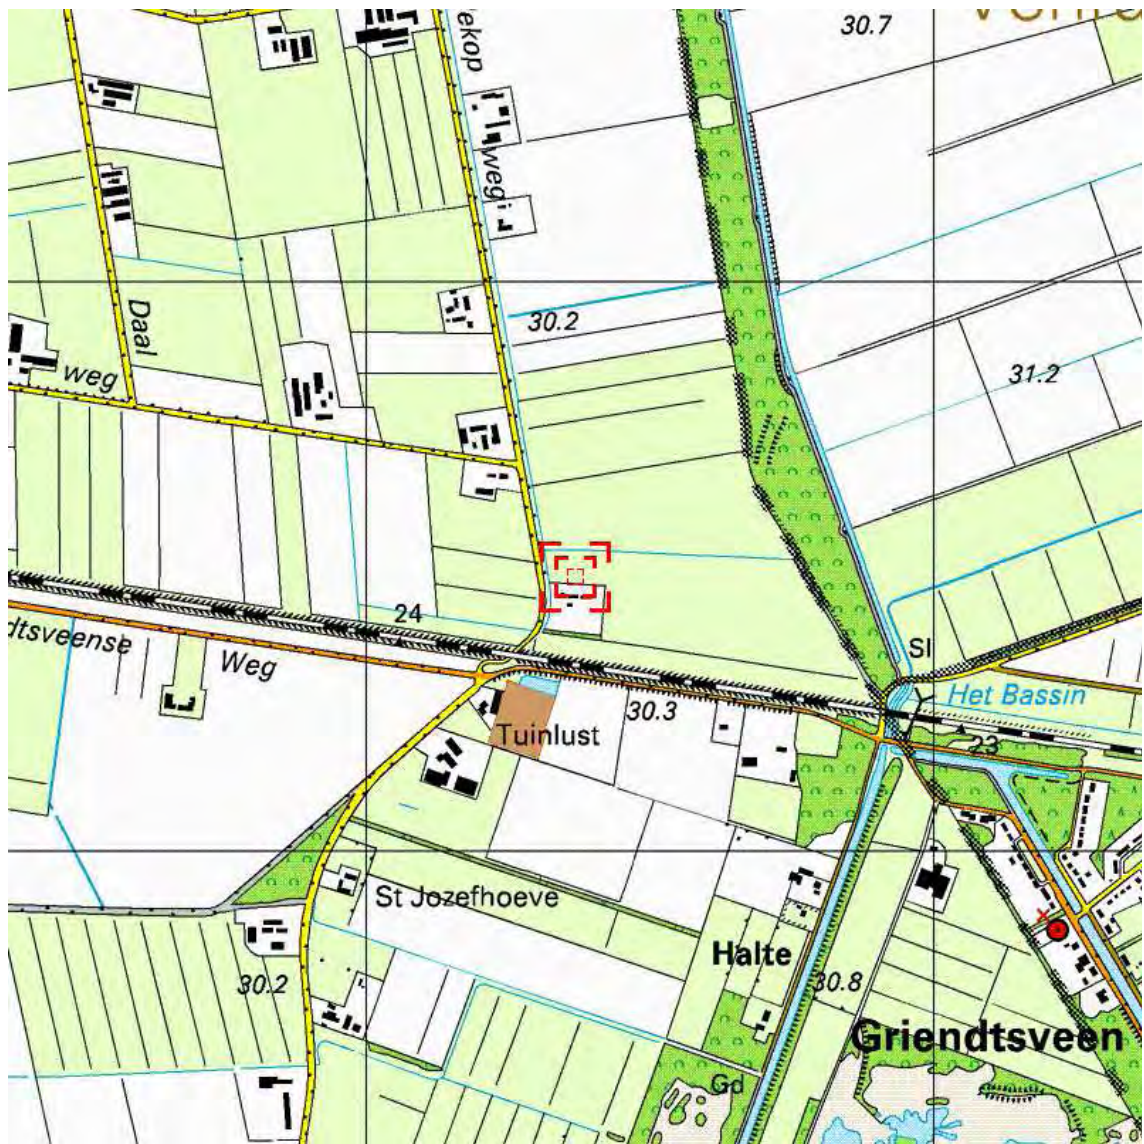 30.7
ekop
weg
Daal
30.2
weg
31.2
24
dtsveense
Weg
Sl
Het Bassin
30.3
Tuinlust
23
St Jozefhoeve
Halte
30.2
30.8
Griendtsveen
Gd